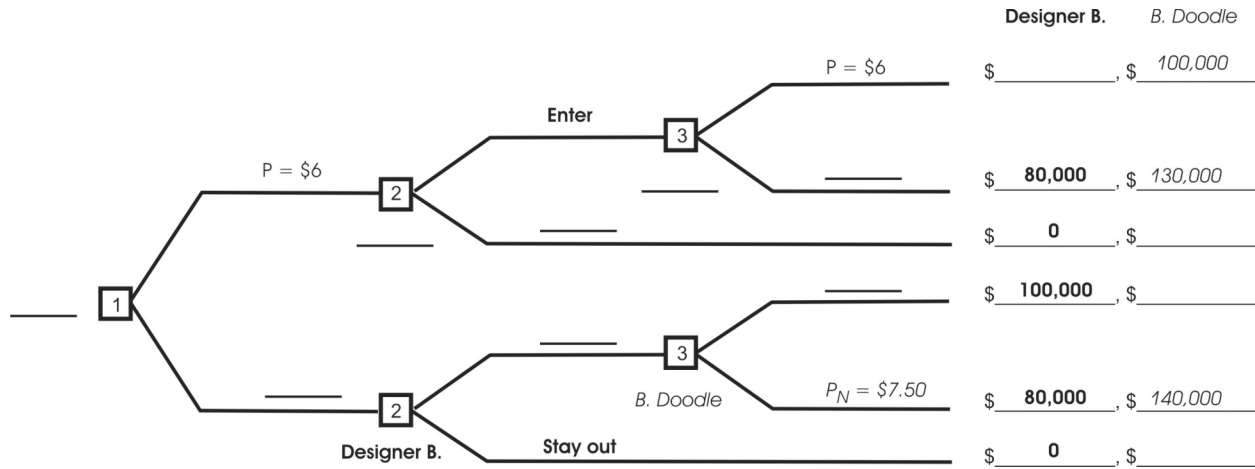 Designer B. B. Doodle
P = $6 $ , $ 100,000
Enter
3
P = $6
2 $ 80,000 , $ 130,000
$ 0 , $
1 $ 100,000 , $
3
B. Doodle PN = $7.50 $ 80,000 , $ 140,000
2
Designer B. Stay out $ 0 , $